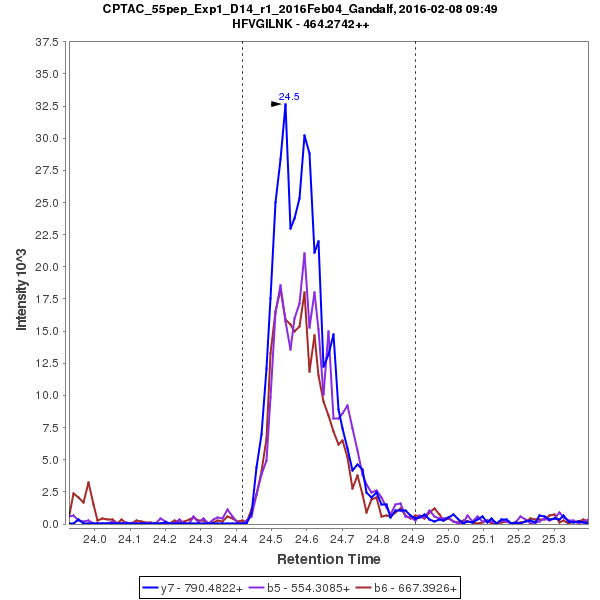 CPTAC_55pep_Exp1_D14_r1_2016Feb04_Gandalf, 2016-02-08 09:49
HFVGILNK - 464.2742++
24.5
Intensity 10^3
37.5
35.0
32.5
30.0
27.5
25.0
22.5
20.0
17.5
15.0
12.5
10.0
7.5
5.0
2.5
0.0
24.0 24.1 24.2 24.3 24.4 24.5 24.6 24.7 24.8 24.9 25.0 25.1 25.2 25.3
Retention Time
y7 - 790.4822+ b5 - 554.3085+ b6 - 667.3926+